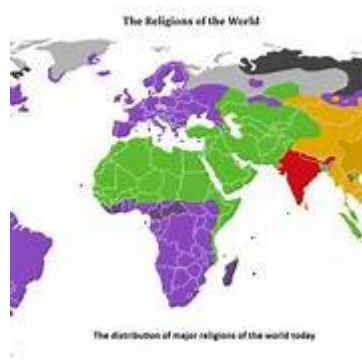 The Religions of the World
The distribution of major religions of the world today